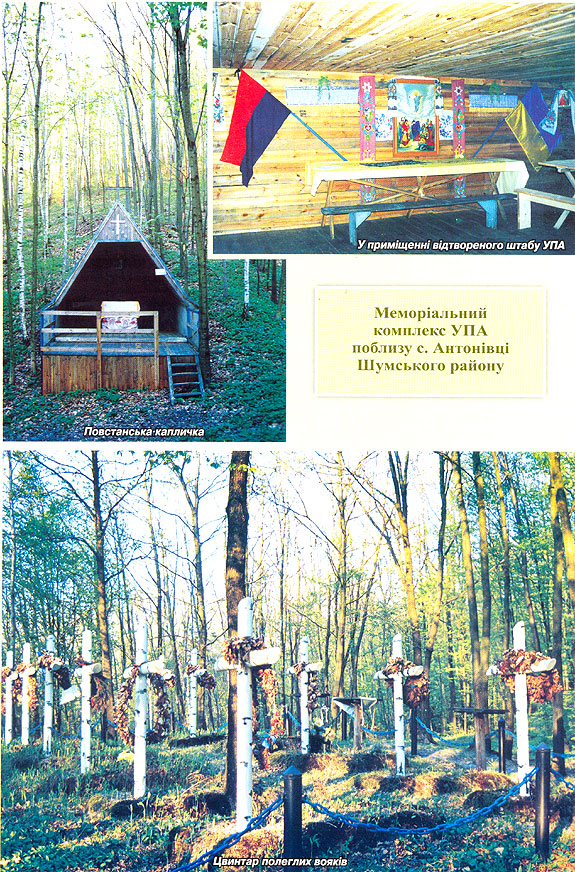 У приміщенні відтвореного штабу УПА
Меморіальний
комплекс УПА
поблизу с. Антонівці
Шумського району
Повстанська капличка
Цвинтар полеглих вояків